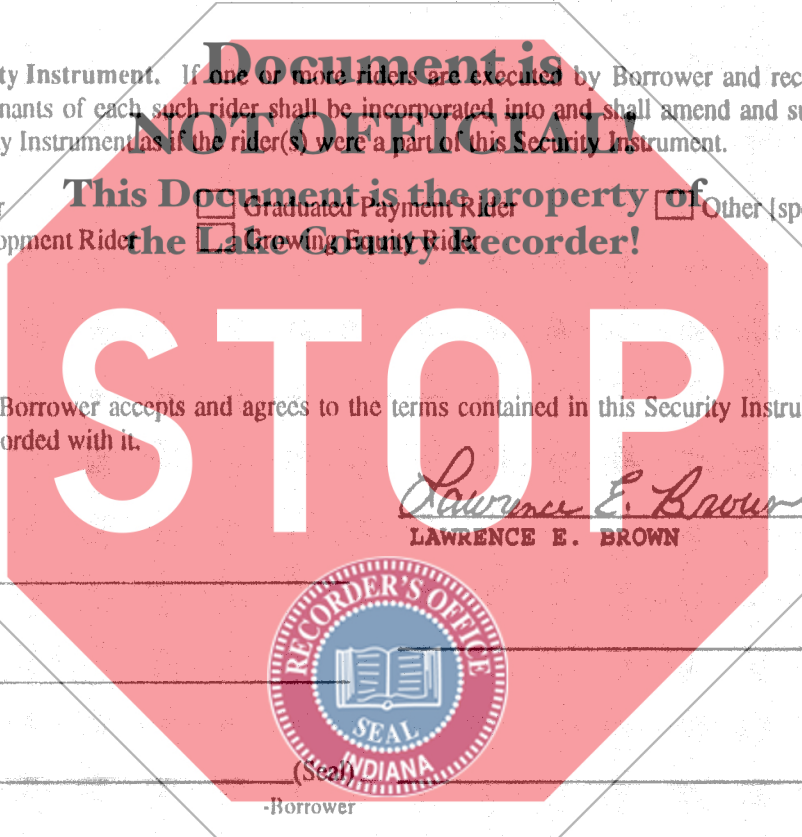 Document is
ty Instrument. If one or more riders are executed by Borrower and rec
nants of each such rider shall be incorporated into and shall amend and su
NOT OFFICIAL!
y Instrument as if the rider(s) were a part of this Security Instrument.
This Document is the property of
r Graduated Payment Rider Other [spe
the Lake County Recorder!
opment Rider Growing Equity Rider
STOP
Borrower accepts and agrees to the terms contained in this Security Instru
orded with it.
Lawrence E. Brown
LAWRENCE E. BROWN
RECORDER'S OFFICE
SEAL
INDIANA
(Seal)
-Borrower